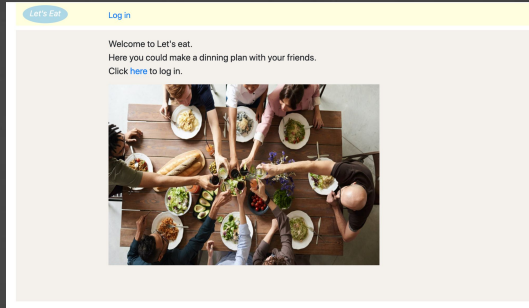 Let's Eat
Log in
Welcome to Let's eat.
Here you could make a dinning plan with your friends.
Click here to log in.